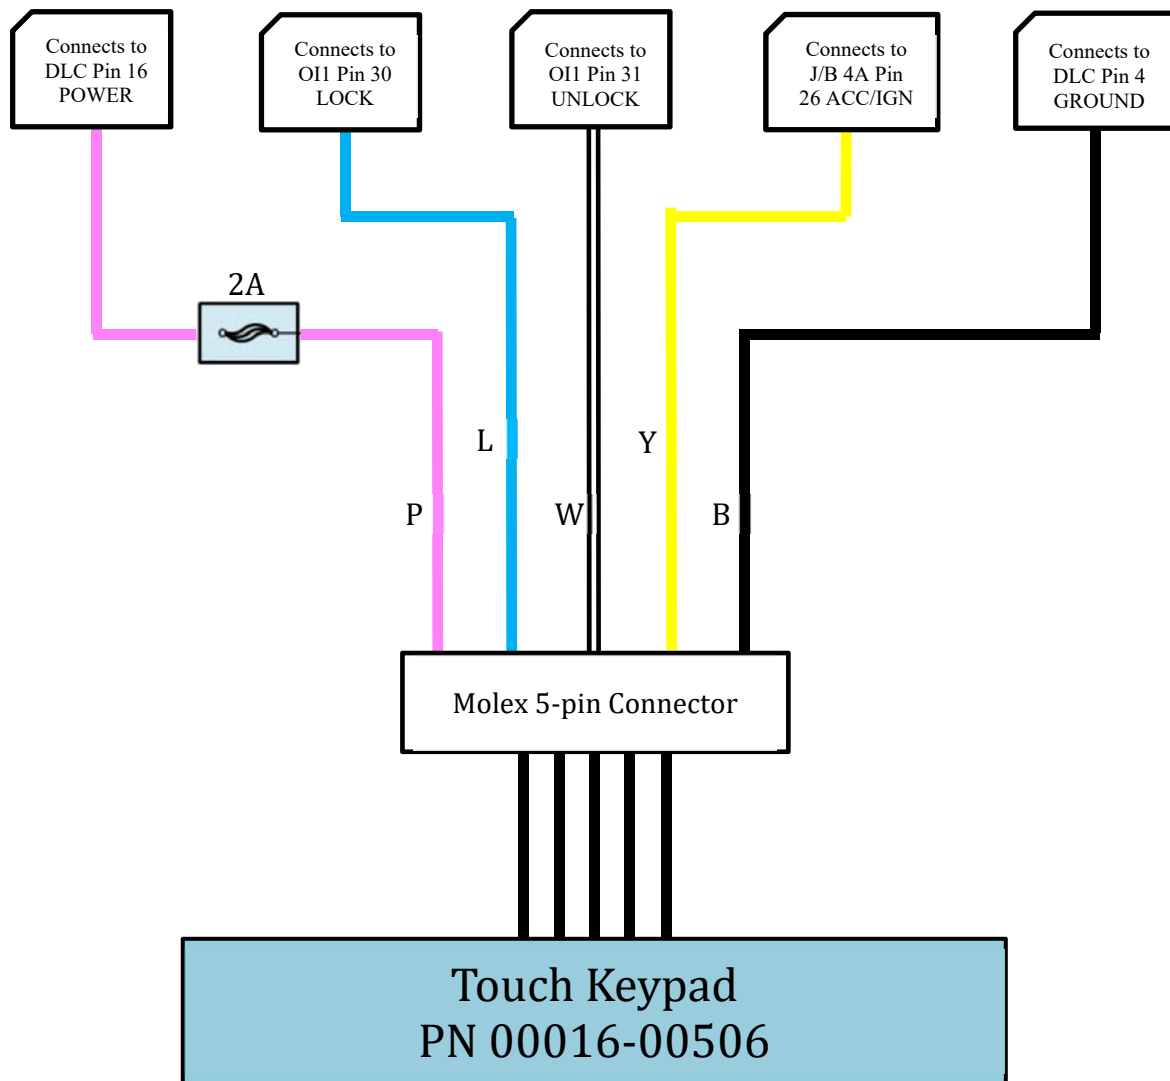 Connects to
DLC Pin 16
POWER
Connects to
OI1 Pin 30
LOCK
Connects to
OI1 Pin 31
UNLOCK
Connects to
J/B 4A Pin
26 ACC/IGN
Connects to
DLC Pin 4
GROUND
2A
L
Y
P
W
B
Molex 5-pin Connector
Touch Keypad
PN 00016-00506